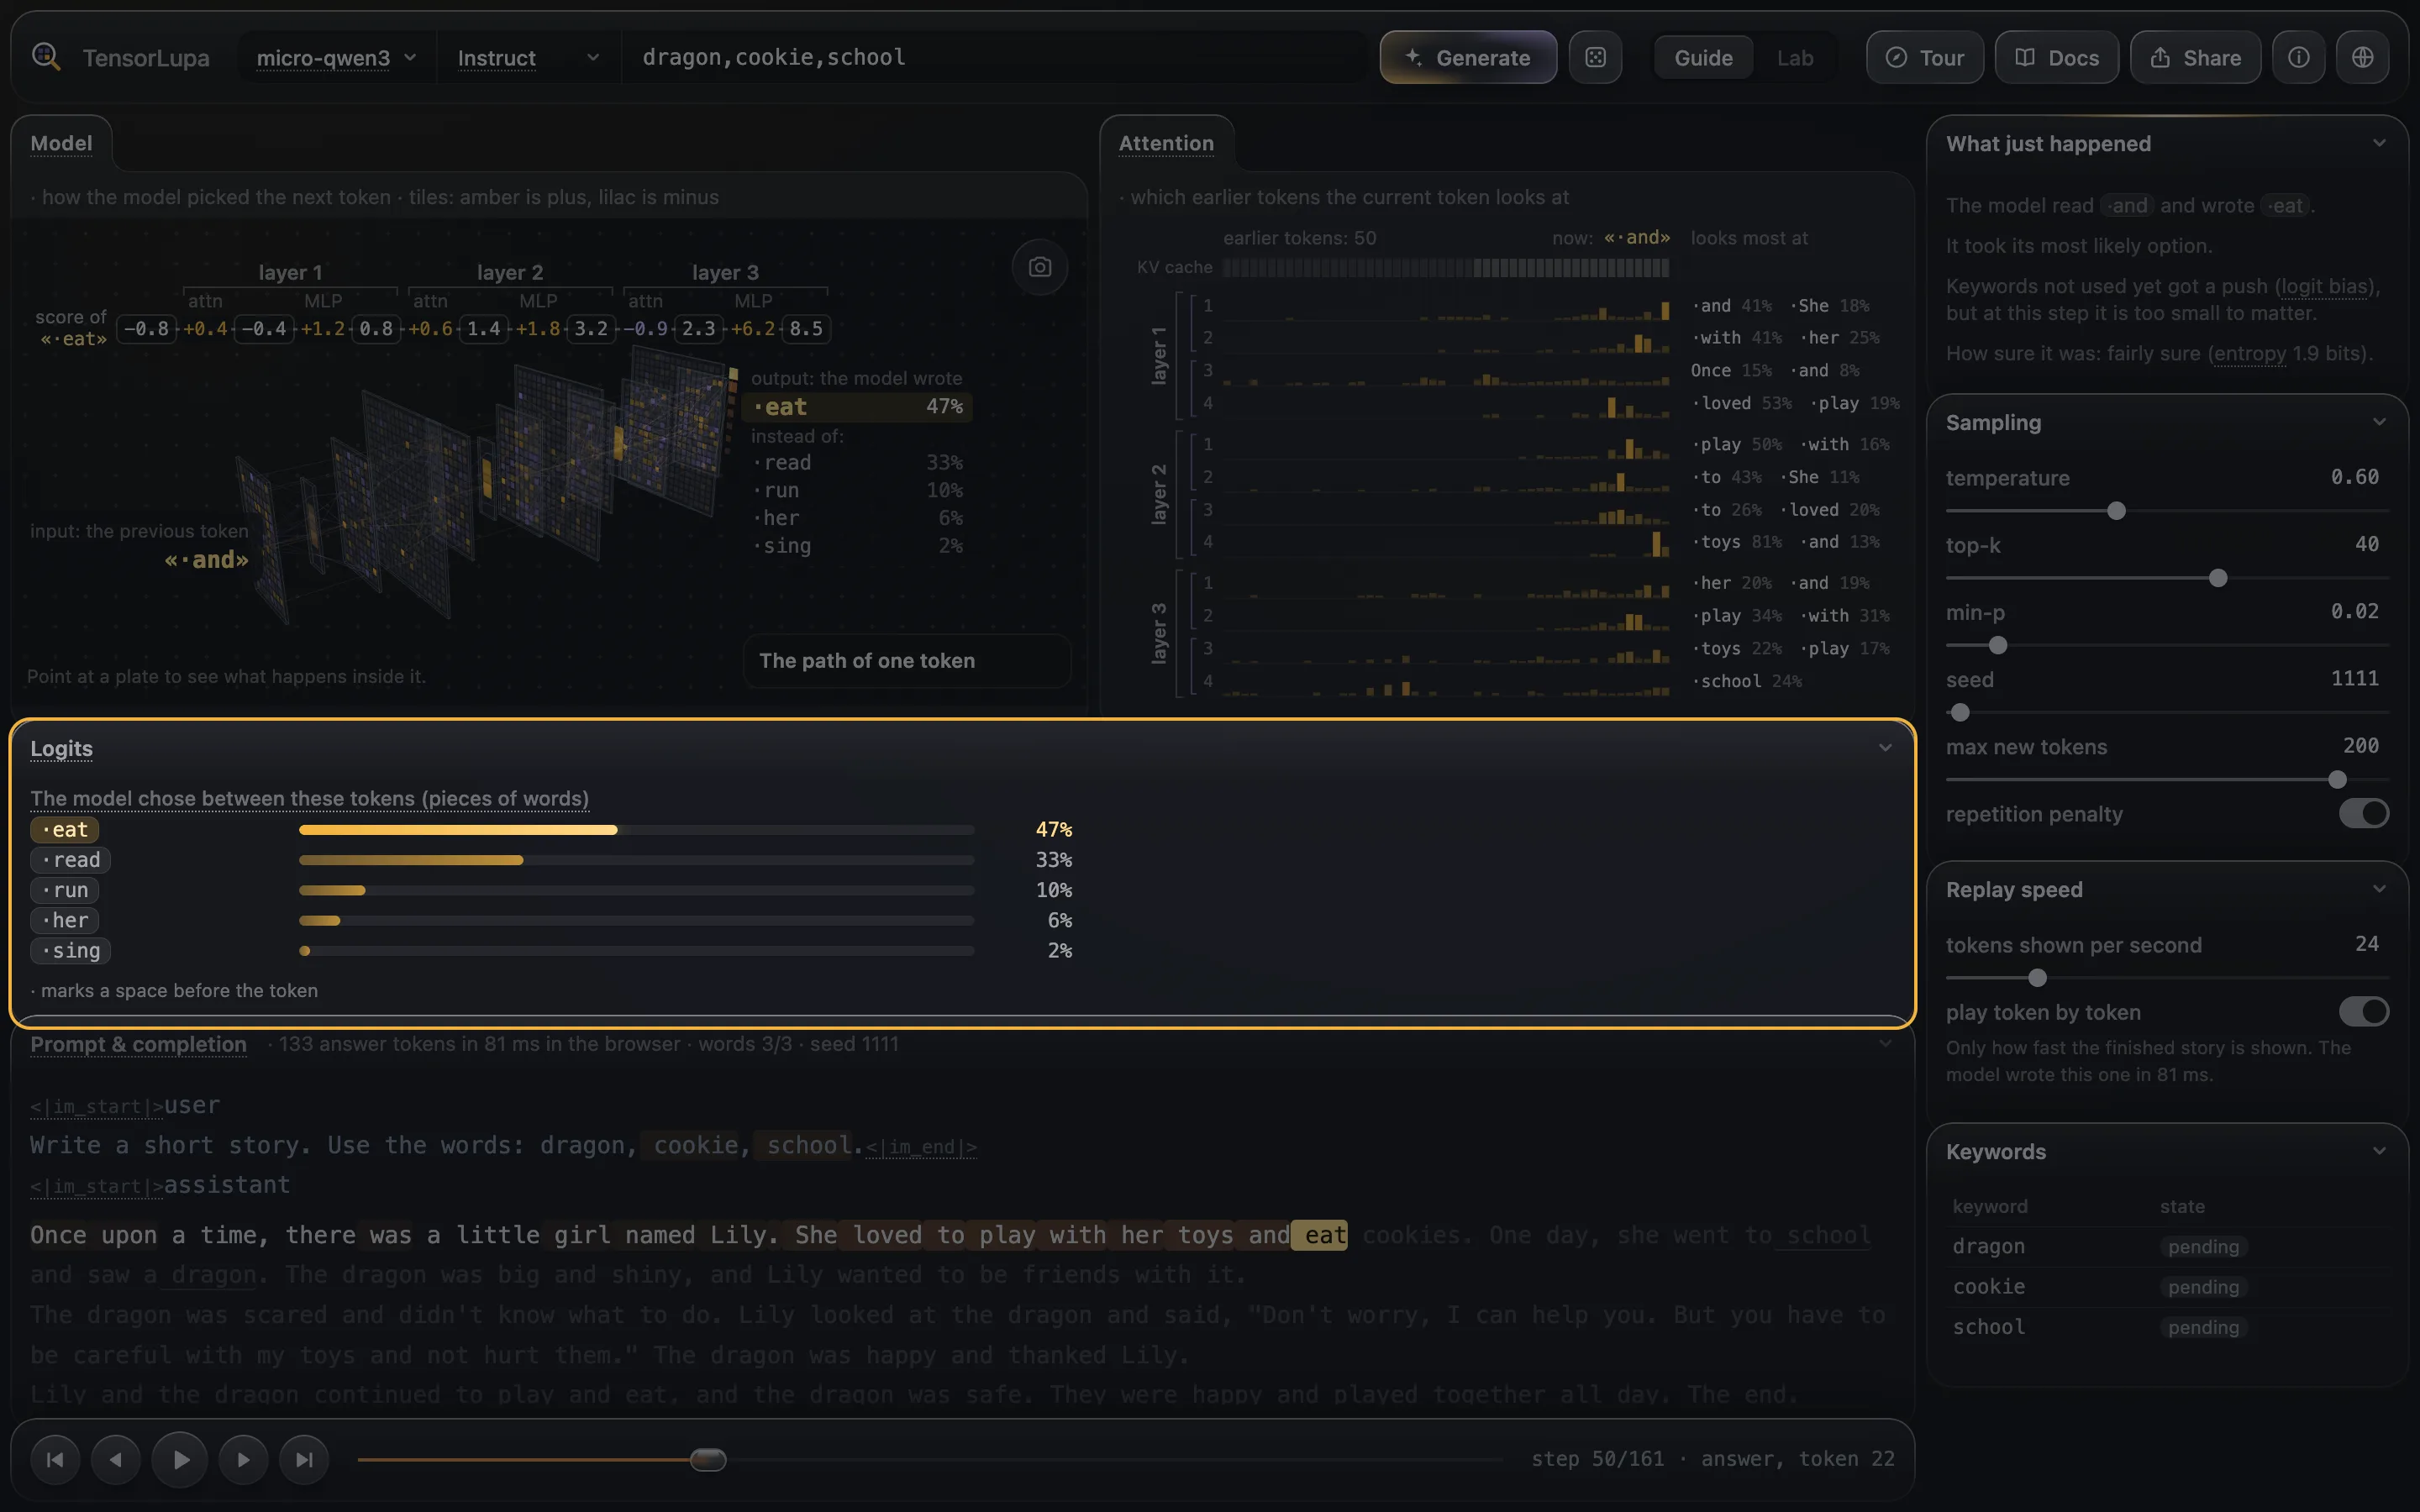 TensorLupa micro-qwen3 Instruct dragon,cookie,school Generate Guide Lab Tour Docs Share
Model
· how the model picked the next token · tiles: amber is plus, lilac is minus
layer 1 layer 2 layer 3
attn MLP attn MLP attn MLP
score of «·eat» −0.8 +0.4 −0.4 +1.2 0.8 +0.6 1.4 +1.8 3.2 −0.9 2.3 +6.2 8.5
output: the model wrote
·eat 47%
instead of:
·read 33%
·run 10%
·her 6%
·sing 2%
input: the previous token
«·and»
Point at a plate to see what happens inside it.
The path of one token
Attention
· which earlier tokens the current token looks at
earlier tokens: 50 now: «·and» looks most at
KV cache
layer 1
1 ·and 41% ·She 18%
2 ·with 41% ·her 25%
3 Once 15% ·and 8%
4 ·loved 53% ·play 19%
layer 2
1 ·play 50% ·with 16%
2 ·to 43% ·She 11%
3 ·to 26% ·loved 20%
4 ·toys 81% ·and 13%
layer 3
1 ·her 20% ·and 19%
2 ·play 34% ·with 31%
3 ·toys 22% ·play 17%
4 ·school 24%
Logits
The model chose between these tokens (pieces of words)
·eat 47%
·read 33%
·run 10%
·her 6%
·sing 2%
· marks a space before the token
Prompt & completion · 133 answer tokens in 81 ms in the browser · words 3/3 · seed 1111
<|im_start|>user
Write a short story. Use the words: dragon, cookie, school.<|im_end|>
<|im_start|>assistant
Once upon a time, there was a little girl named Lily. She loved to play with her toys and eat cookies. One day, she went to school
and saw a dragon. The dragon was big and shiny, and Lily wanted to be friends with it.
The dragon was scared and didn't know what to do. Lily looked at the dragon and said, "Don't worry, I can help you. But you have to
be careful with my toys and not hurt them." The dragon was happy and thanked Lily.
Lily and the dragon continued to play and eat, and the dragon was safe. They were happy and played together all day. The end.
step 50/161 · answer, token 22
What just happened
The model read ·and and wrote ·eat.
It took its most likely option.
Keywords not used yet got a push (logit bias),
but at this step it is too small to matter.
How sure it was: fairly sure (entropy 1.9 bits).
Sampling
temperature 0.60
top-k 40
min-p 0.02
seed 1111
max new tokens 200
repetition penalty
Replay speed
tokens shown per second 24
play token by token
Only how fast the finished story is shown. The
model wrote this one in 81 ms.
Keywords
keyword state
dragon pending
cookie pending
school pending